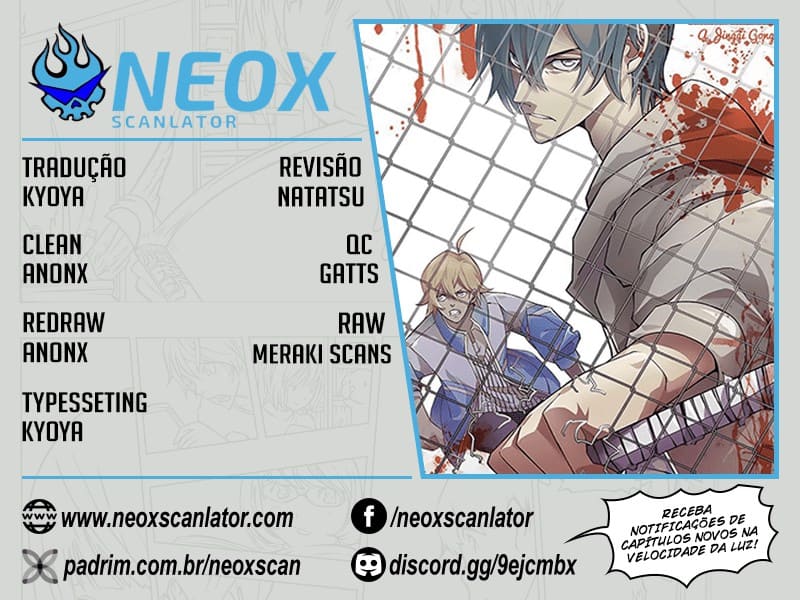 NEOX
SCANLATOR
TRADUÇÃO
KYOYA
REVISÃO
NATATSU
CLEAN
ANONX
QC
GATTS
REDRAW
ANONX
RAW
MERAKI SCANS
TYPESSETING
KYOYA
www
www.neoxscanlator.com
f /neoxscanlator
padrim.com.br/neoxscan
discord.gg/9ejcmbx
RECEBA
NOTIFICAÇÕES DE
CAPÍTULOS NOVOS NA
VELOCIDADE DA LUZ!